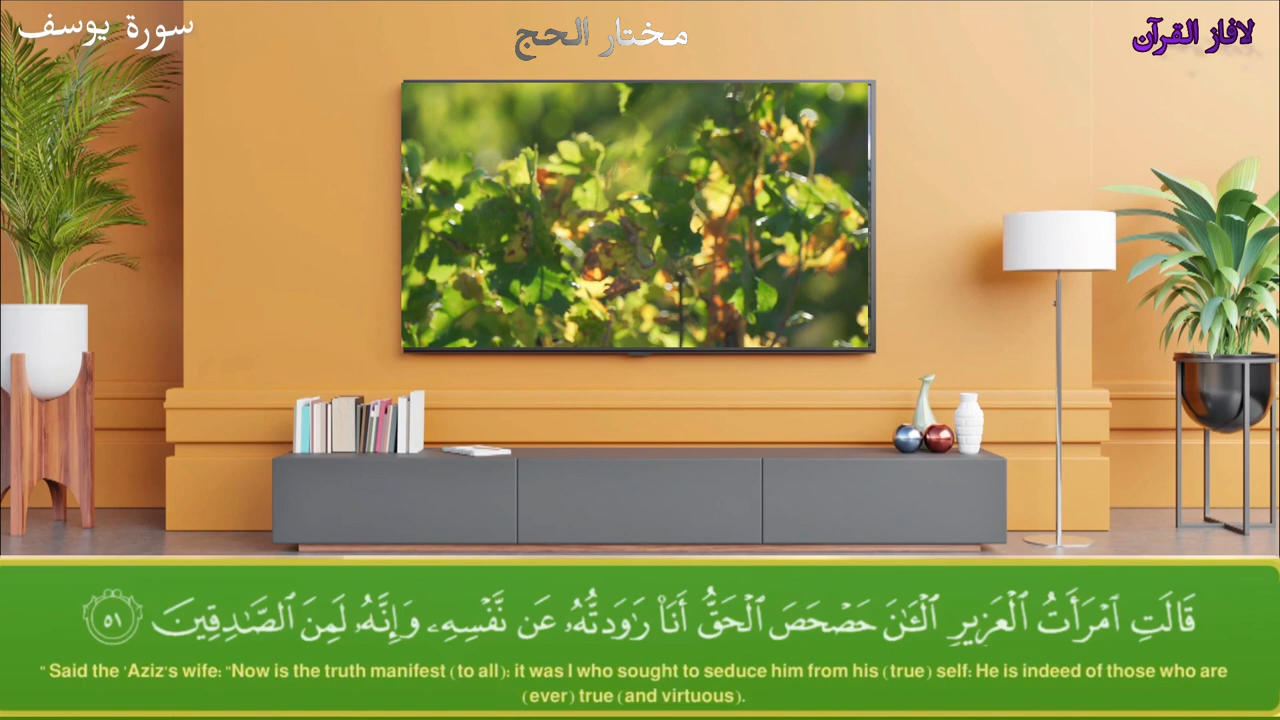 سورة يوسف
مختار الحج
لافاز القرآن
قَالَتِ ٱمْرَأَتُ ٱلْعَزِيزِ ٱلْـَٰٔنَ حَصْحَصَ ٱلْحَقُّ أَنَا۠ رَٰوَدتُّهُۥ عَن نَّفْسِهِۦ وَإِنَّهُۥ لَمِنَ ٱلصَّـٰدِقِينَ ٥١
" Said the 'Aziz's wife: "Now is the truth manifest (to all): it was I who sought to seduce him from his (true) self: He is indeed of those who are
(ever) true (and virtuous).